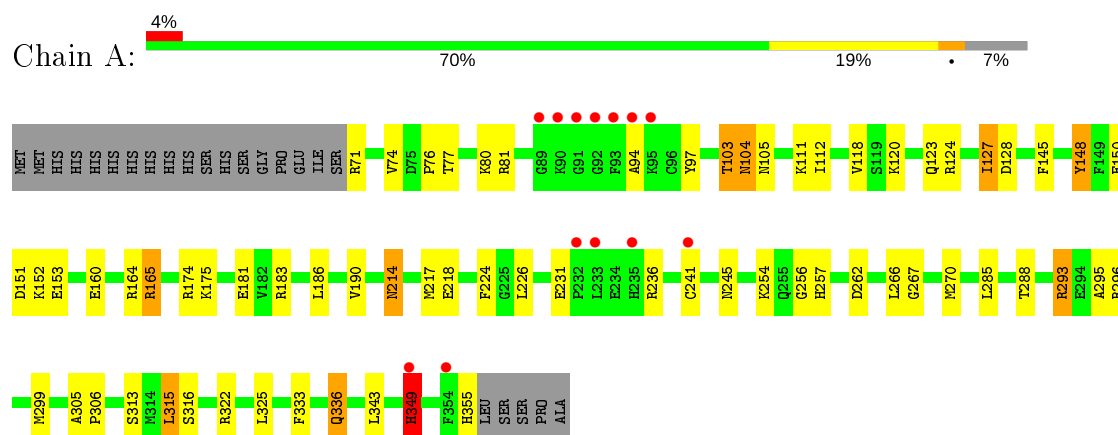 4%
Chain A:
70% 19% • 7%
MET MET HIS HIS HIS HIS HIS HIS HIS HIS SER HIS SER GLY PRO GLU ILE SER R71 V74 D75 P76 T77 K80 R81 G89 K90 G91 G92 F93 A94 K95 C96 Y97 T103 N104 N105 K111 I112 V118 S119 K120 Q123 R124 I127 D128 F145 Y148 F149 E150
D151 K152 E153 E160 R164 R165 R174 K175 E181 V182 R183 L186 V190 N214 M217 E218 F224 G225 L226 E231 P232 L233 E234 H235 R236 C241 N245 K254 Q255 G256 H257 D262 L266 G267 M270 L285 T288 R293 E294 A295 R296
M299 A305 P306 S313 M314 L315 S316 R322 L325 F333 Q336 L343 H349 F354 H355 LEU SER SER PRO ALA